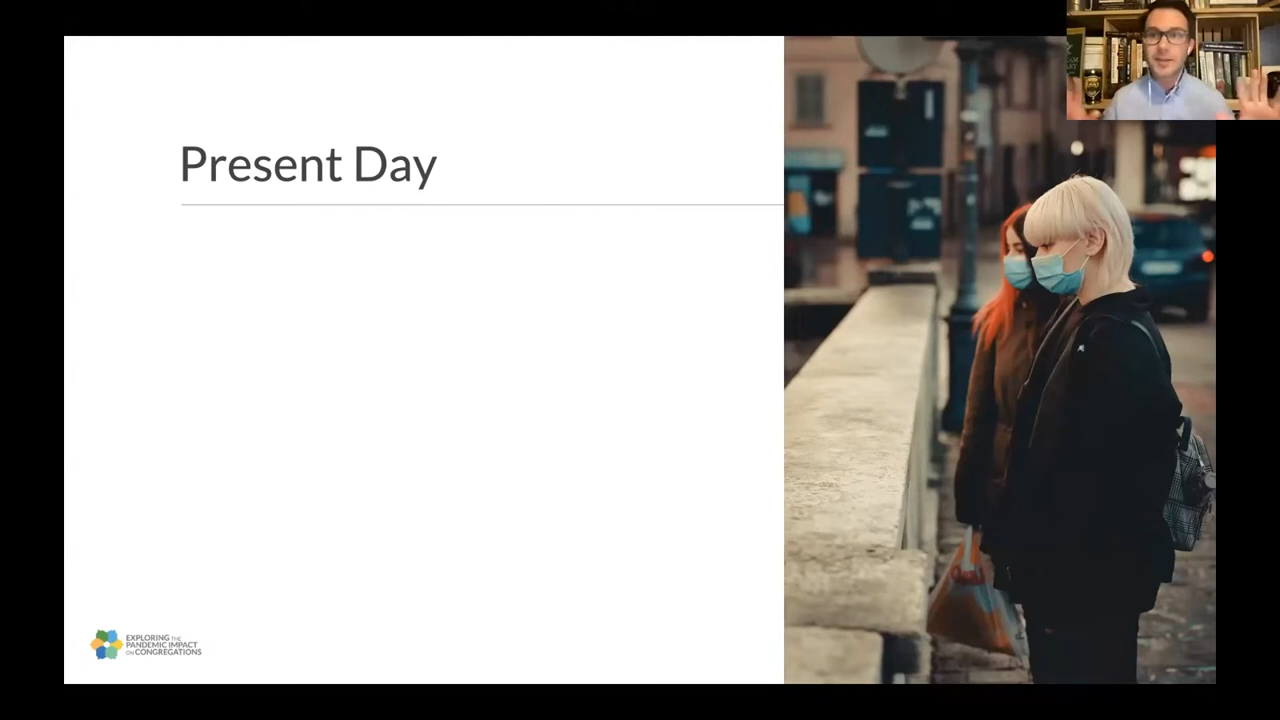 Present Day
EXPLORING THE
PANDEMIC IMPACT
ON CONGREGATIONS